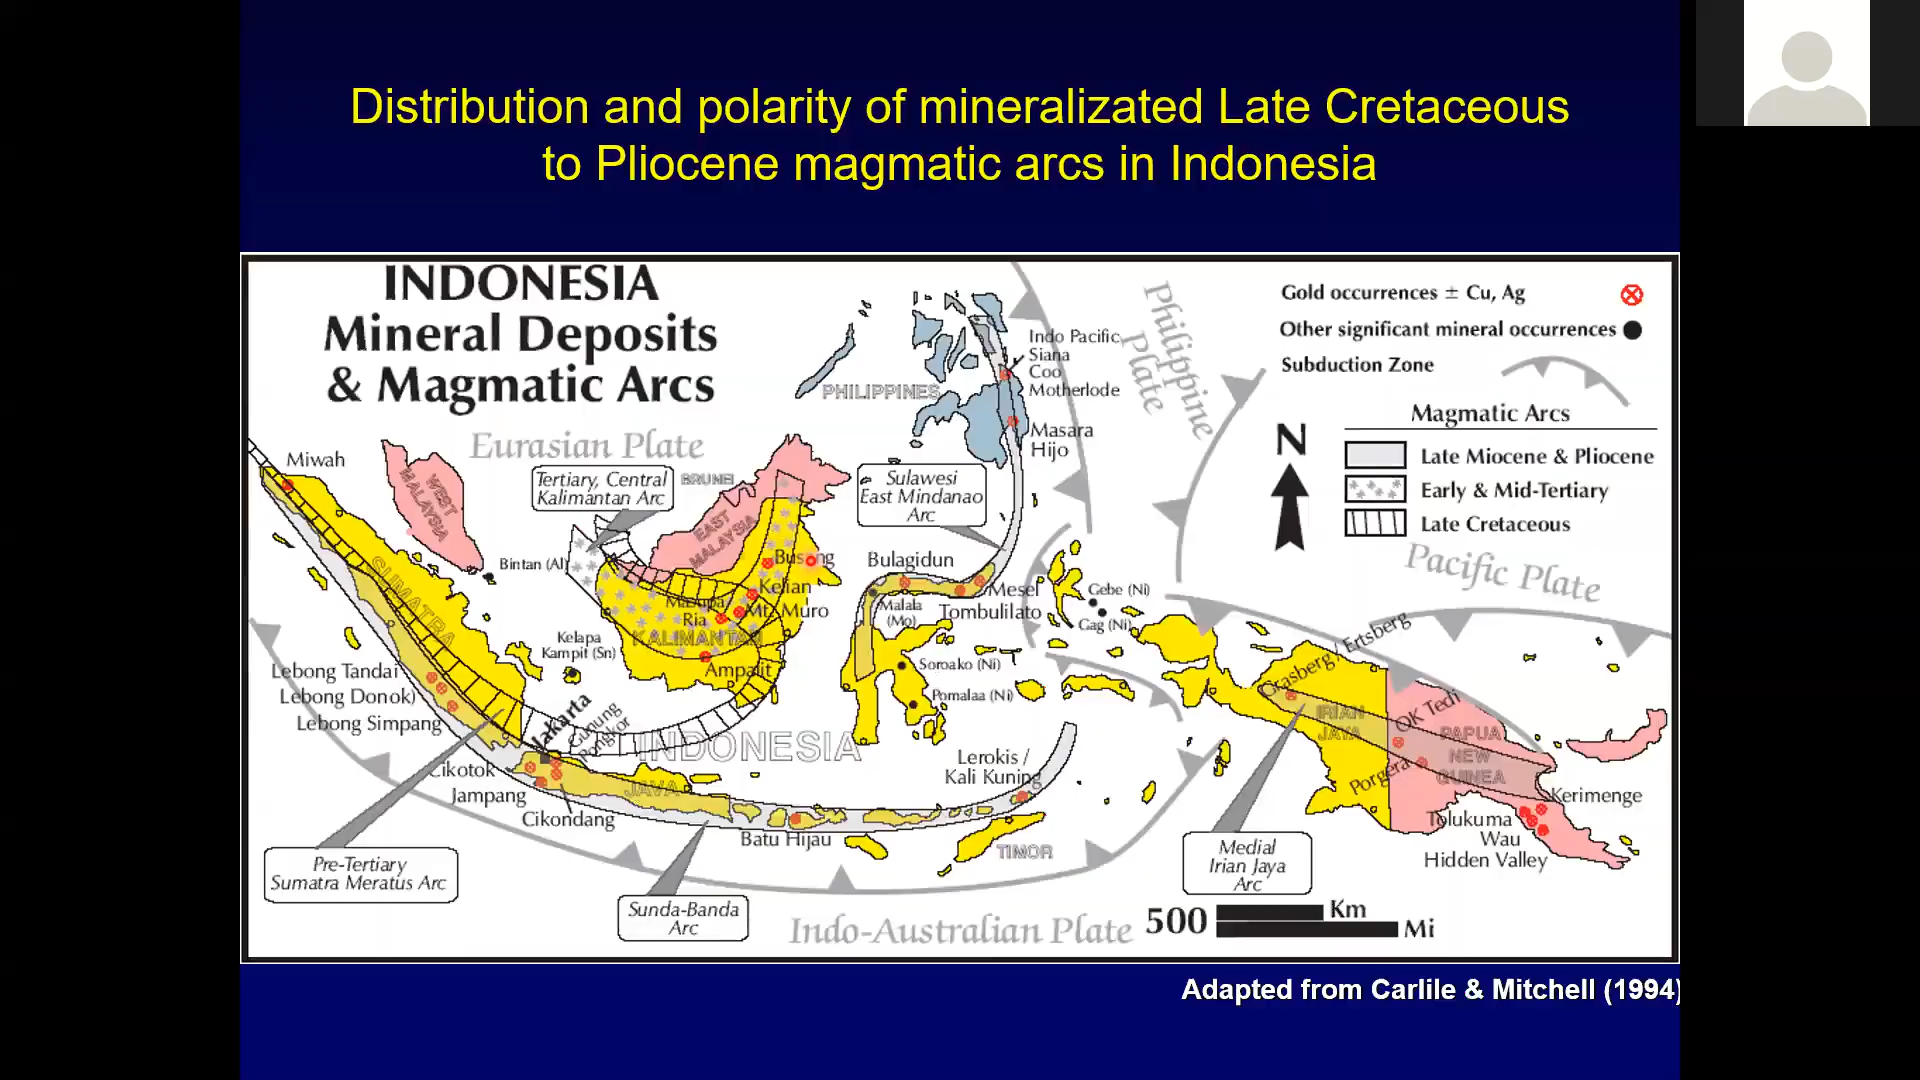 Distribution and polarity of mineralizated Late Cretaceous
to Pliocene magmatic arcs in Indonesia
INDONESIA
Mineral Deposits
& Magmatic Arcs
Gold occurrences ± Cu, Ag
Other significant mineral occurrences
Subduction Zone
Magmatic Arcs
Late Miocene & Pliocene
Early & Mid-Tertiary
Late Cretaceous
N
Philippine
Plate
Pacific Plate
Eurasian Plate
Indo-Australian Plate
PHILIPPINES
Indo Pacific
Siana
Coo
Motherlode
Masara
Hijo
Miwah
WEST
MALAYSIA
Tertiary, Central
Kalimantan Arc
BRUNEI
EAST
MALAYSIA
Sulawesi
East Mindanao
Arc
Bintan (Al)
Busang
Kelian
Mt. Muro
Ria
KALIMANTAN
Ampalit
Bulagidun
Mesel
Malala
(Mo)
Tombulilato
Gebe (Ni)
Gag (Ni)
Soroako (Ni)
Pomalaa (Ni)
SUMATRA
Kelapa
Kampit (Sn)
Lebong Tandai
Lebong Donok)
Lebong Simpang
Jakarta
Gunung
Pongkor
INDONESIA
Cikotok
Jampang
Cikondang
JAVA
Batu Hijau
Lerokis /
Kali Kuning
TIMOR
Grasberg / Ertsberg
IRIAN
JAYA
OK Tedi
Porgera
PAPUA
NEW
GUINEA
Kerimenge
Tolukuma
Wau
Hidden Valley
Pre-Tertiary
Sumatra Meratus Arc
Sunda-Banda
Arc
Medial
Irian Jaya
Arc
500
Km
Mi
Adapted from Carlile & Mitchell (1994)